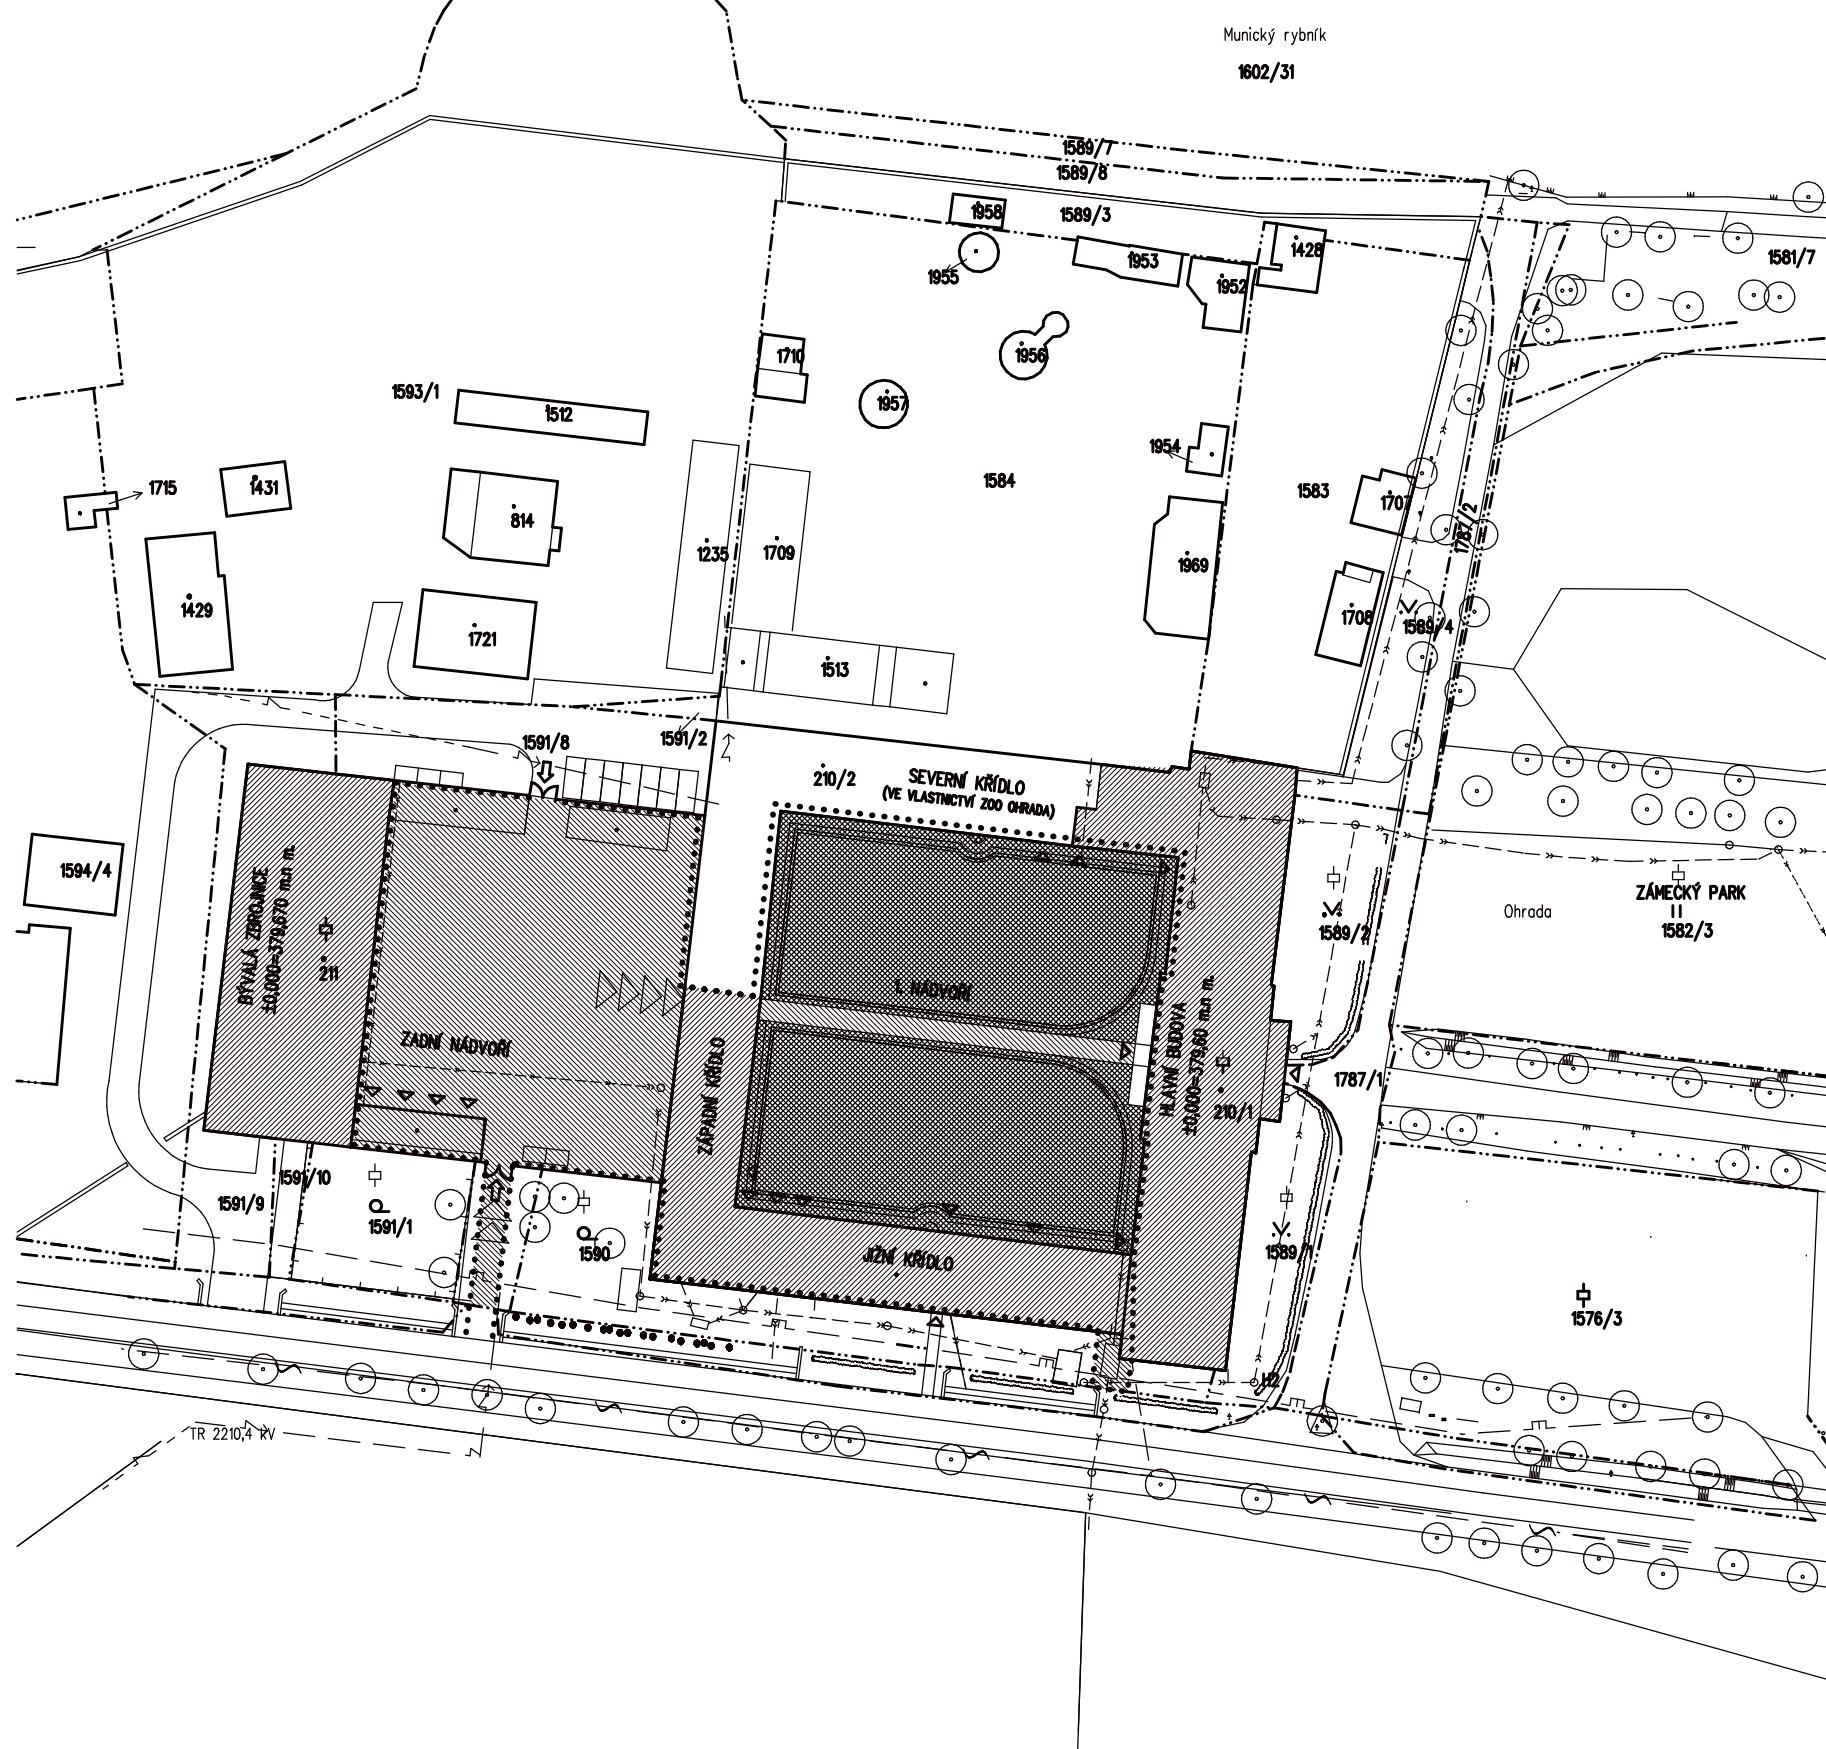 Munický rybník
1602/31
1589/7
1589/8
1958
1589/3
1428
1953
1581/7
1955
1952
1710
1956
1593/1
1957
1512
1954
1584
1583
1715
1431
1707
814
1787/2
1235
1709
1969
1429
1708
1721
1589/4
1513
1591/8
1591/2
210/2
SEVERNÍ KŘÍDLO
(VE VLASTNICTVÍ ZOO OHRADA)
1594/4
BÝVALÁ ZBROJNICE
±0,000=379,670 m.n m.
211
ZÁMECKÝ PARK
II
1582/3
Ohrada
1589/2
1. NÁDVOŘÍ
ZADNÍ NÁDVOŘÍ
ZÁPADNÍ KŘÍDLO
HLAVNÍ BUDOVA
±0,000=379,60 m.n m.
210/1
1787/1
1591/10
1591/9
P
1591/1
P
1590
JIŽNÍ KŘÍDLO
1589/1
1576/3
H2
TR 2210,4 kV